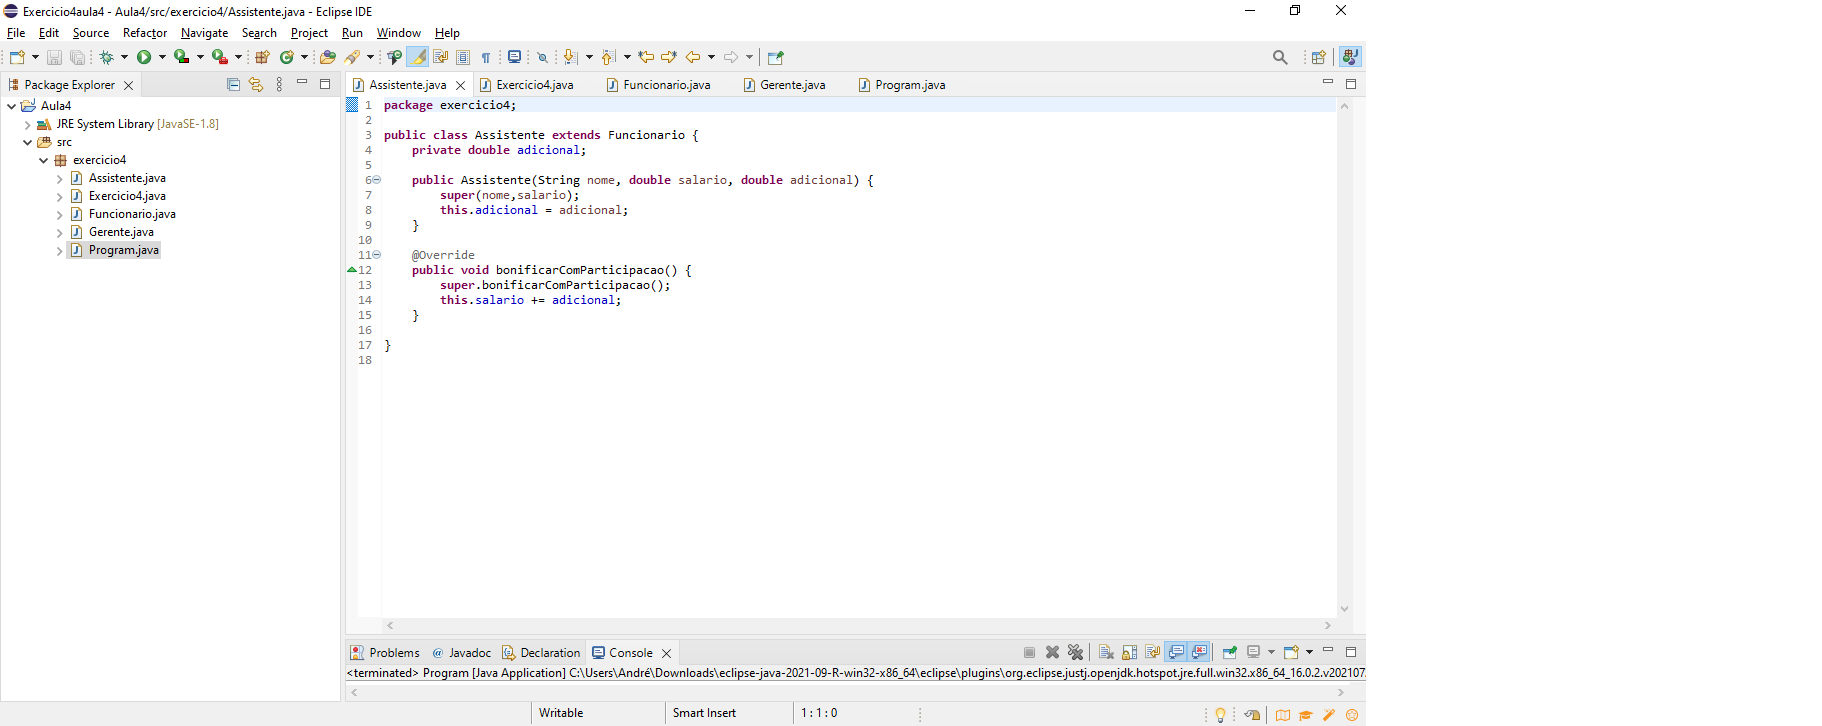 Exercicio4aula4 - Aula4/src/exercicio4/Assistente.java - Eclipse IDE
File Edit Source Refactor Navigate Search Project Run Window Help
Package Explorer
Aula4
JRE System Library [JavaSE-1.8]
src
exercicio4
Assistente.java
Exercicio4.java
Funcionario.java
Gerente.java
Program.java
Assistente.java Exercicio4.java Funcionario.java Gerente.java Program.java
1 package exercicio4;
2
3 public class Assistente extends Funcionario {
4 private double adicional;
5
6 public Assistente(String nome, double salario, double adicional) {
7 super(nome,salario);
8 this.adicional = adicional;
9 }
10
11 @Override
12 public void bonificarComParticipacao() {
13 super.bonificarComParticipacao();
14 this.salario += adicional;
15 }
16
17 }
18
Problems @ Javadoc Declaration Console
<terminated> Program [Java Application] C:\Users\André\Downloads\eclipse-java-2021-09-R-win32-x86_64\eclipse\plugins\org.eclipse.justj.openjdk.hotspot.jre.full.win32.x86_64_16.0.2.v202107
Writable Smart Insert 1 : 1 : 0